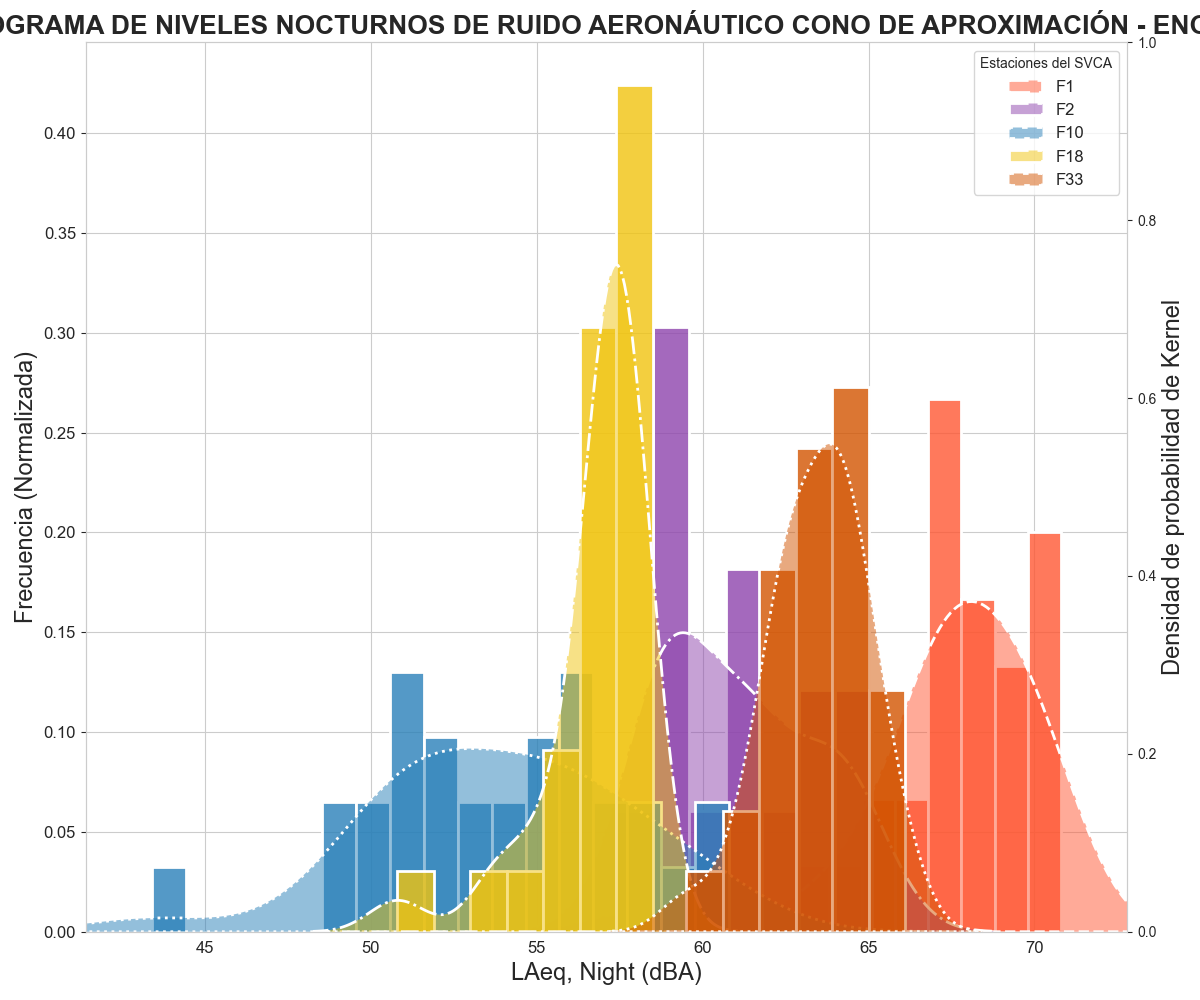 OGRAMA DE NIVELES NOCTURNOS DE RUIDO AERONÁUTICO CONO DE APROXIMACIÓN - ENC
Estaciones del SVCA
F1
F2
F10
F18
F33
Frecuencia (Normalizada)
0.40
0.35
0.30
0.25
0.20
0.15
0.10
0.05
0.00
1.0
0.8
0.6
0.4
0.2
0.0
Densidad de probabilidad de Kernel
45
50
55
60
65
70
LAeq, Night (dBA)